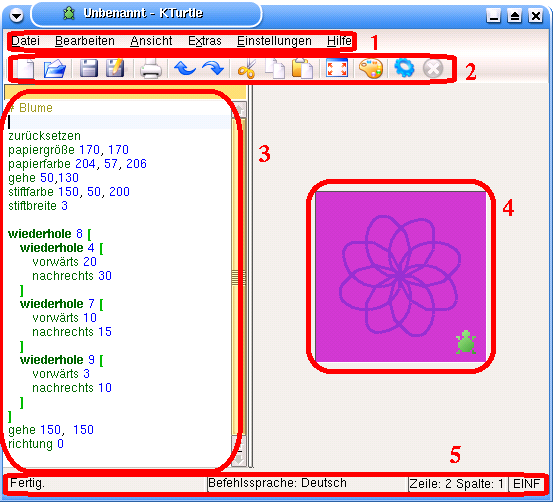 Unbenannt - KTurtle
Datei Bearbeiten Ansicht Extras Einstellungen Hilfe 1
2
# Blume
zurücksetzen
papiergröße 170, 170
papierfarbe 204, 57, 206
gehe 50,130
stiftfarbe 150, 50, 200
stiftbreite 3
wiederhole 8 [
wiederhole 4 [
vorwärts 20
nachrechts 30
]
wiederhole 7 [
vorwärts 10
nachrechts 15
]
wiederhole 9 [
vorwärts 3
nachrechts 10
]
]
gehe 150, 150
richtung 0
3
4
5
Fertig. Befehlssprache: Deutsch Zeile: 2 Spalte: 1 EINF